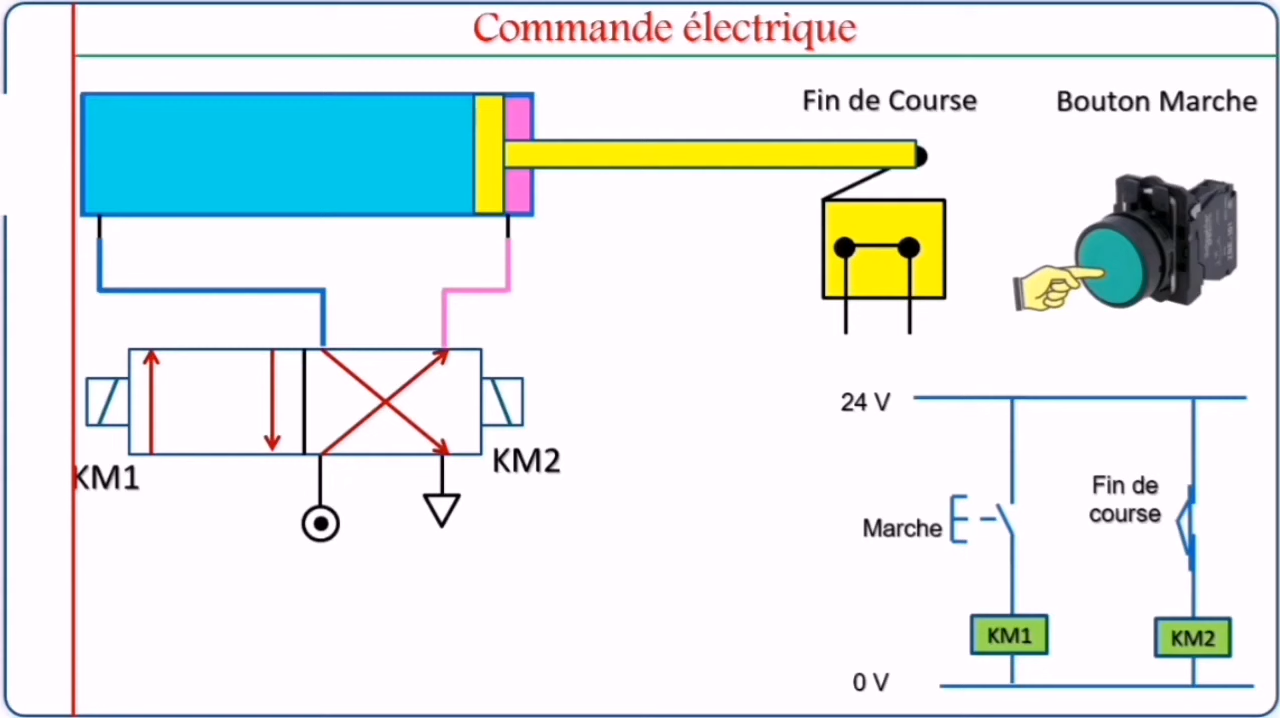 Commande électrique
Fin de Course
Bouton Marche
KM1
KM2
24 V
Marche
Fin de
course
KM1
KM2
0 V